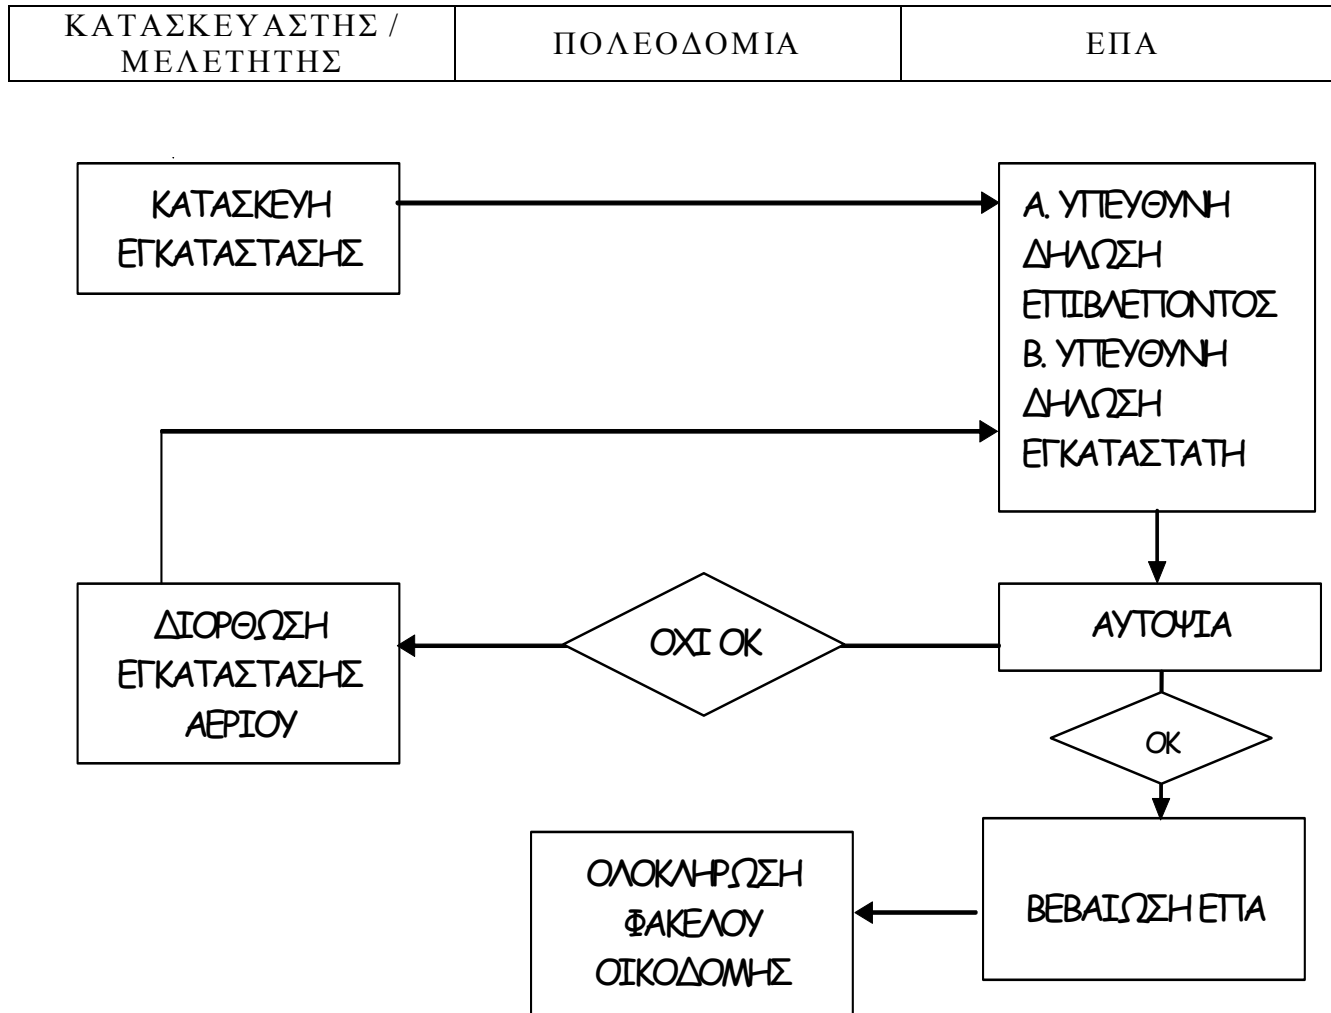 ΚΑΤΑΣΚΕΥΑΣΤΗΣ /
ΜΕΛΕΤΗΤΗΣ
ΠΟΛΕΟΔΟΜΙΑ
ΕΠΑ
ΚΑΤΑΣΚΕΥΗ
ΕΓΚΑΤΑΣΤΑΣΗΣ
Α. ΥΠΕΥΘΥΝΗ
ΔΗΛΩΣΗ
ΕΠΙΒΛΕΠΟΝΤΟΣ
Β. ΥΠΕΥΘΥΝΗ
ΔΗΛΩΣΗ
ΕΓΚΑΤΑΣΤΑΤΗ
ΔΙΟΡΘΩΣΗ
ΕΓΚΑΤΑΣΤΑΣΗΣ
ΑΕΡΙΟΥ
ΟΧΙ ΟΚ
ΑΥΤΟΨΙΑ
ΟΚ
ΟΛΟΚΛΗΡΩΣΗ
ΦΑΚΕΛΟΥ
ΟΙΚΟΔΟΜΗΣ
ΒΕΒΑΙΩΣΗ ΕΠΑ